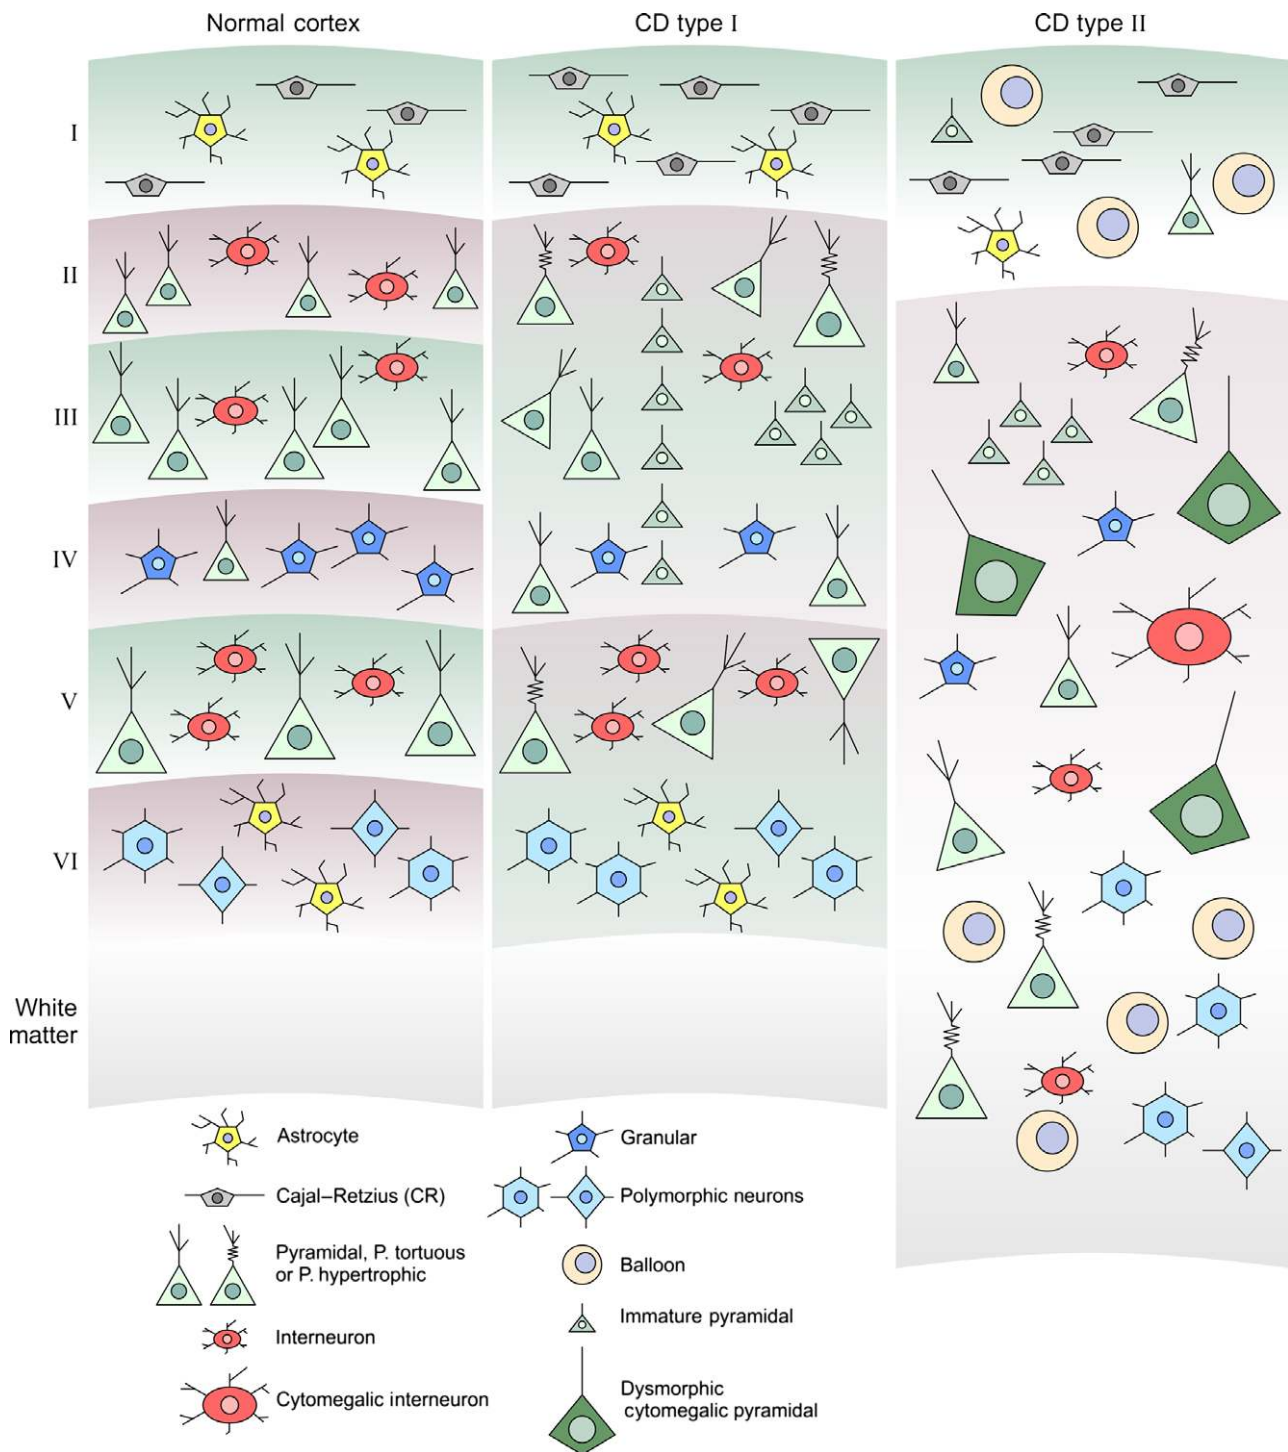 Normal cortex
CD type I
CD type II
I
II
III
IV
V
VI
White
matter
Astrocyte
Cajal–Retzius (CR)
Pyramidal, P. tortuous
or P. hypertrophic
Interneuron
Cytomegalic interneuron
Granular
Polymorphic neurons
Balloon
Immature pyramidal
Dysmorphic
cytomegalic pyramidal